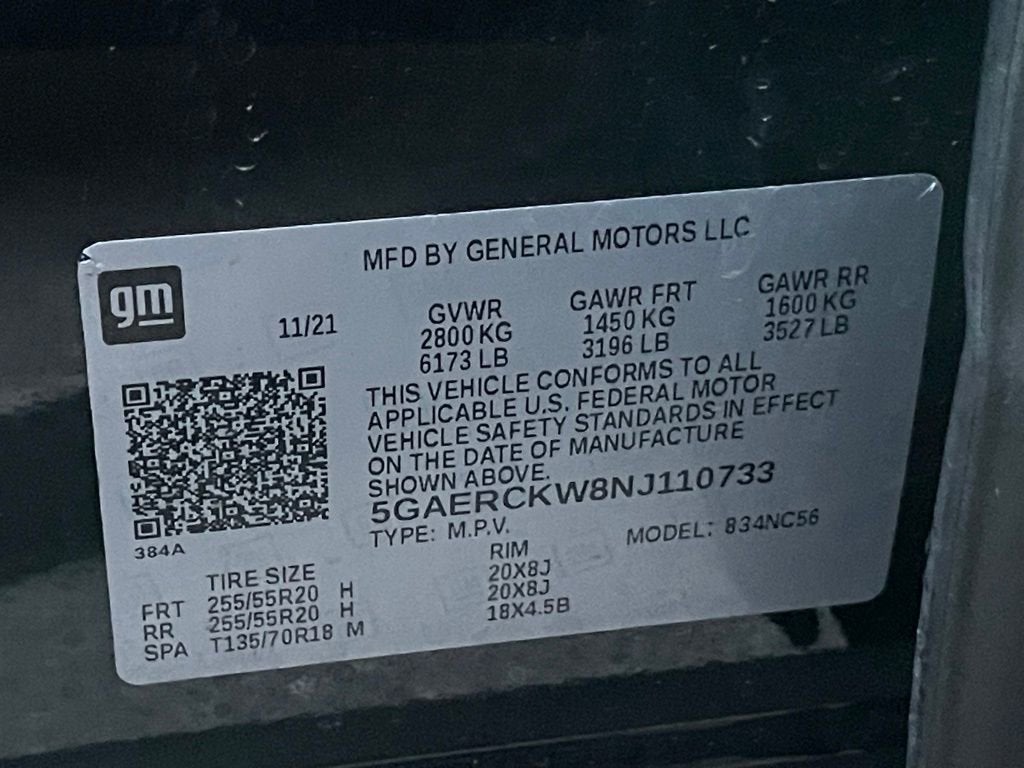 MFD BY GENERAL MOTORS LLC
gm
11/21
GVWR GAWR FRT GAWR RR
2800 KG 1450 KG 1600 KG
6173 LB 3196 LB 3527 LB
THIS VEHICLE CONFORMS TO ALL
APPLICABLE U.S. FEDERAL MOTOR
VEHICLE SAFETY STANDARDS IN EFFECT
ON THE DATE OF MANUFACTURE
SHOWN ABOVE.
5GAERCKW8NJ110733
TYPE: M.P.V. MODEL: 834NC56
384A
TIRE SIZE RIM
FRT 255/55R20 H 20X8J
RR 255/55R20 H 20X8J
SPA T135/70R18 M 18X4.5B